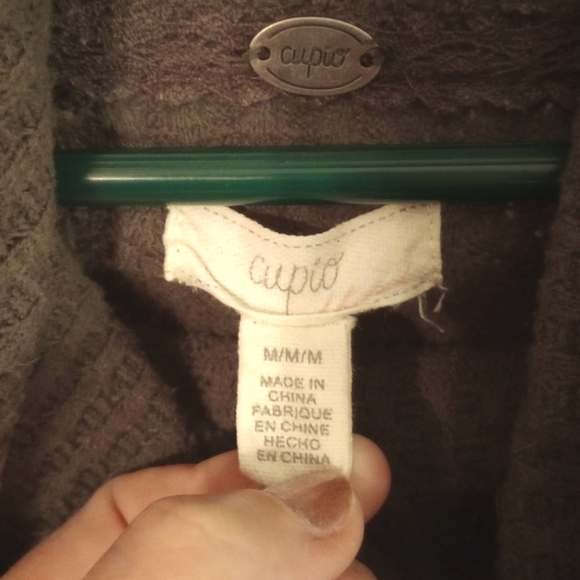 cupio
cupio
M/M/M
MADE IN
CHINA
FABRIQUE
EN CHINE
HECHO
EN CHINA